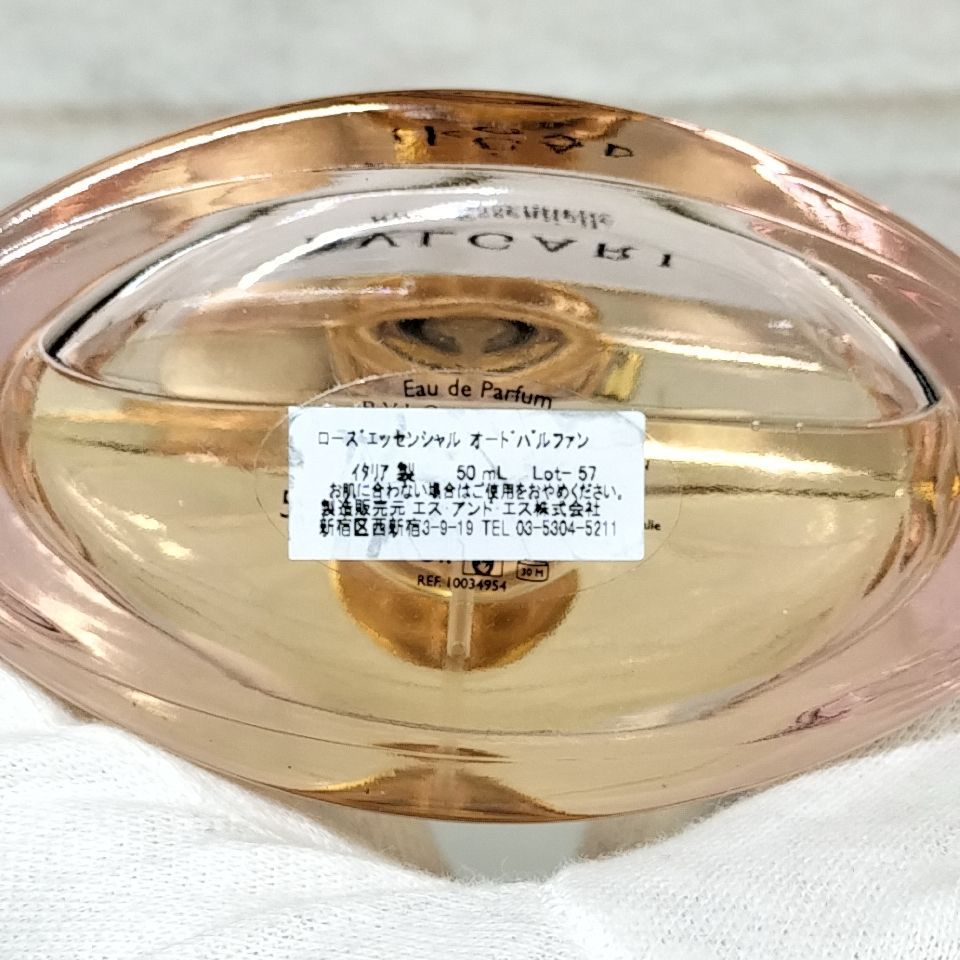 BVLGARI
Eau de Parfum
ローズエッセンシャル オードパルファン
イタリア製 50 mL Lot- 57
お肌に合わない場合はご使用をおやめください。
製造販売元 エス・アンド・エス株式会社
新宿区西新宿3-9-19 TEL 03-5304-5211
30 M
REF. 10034954